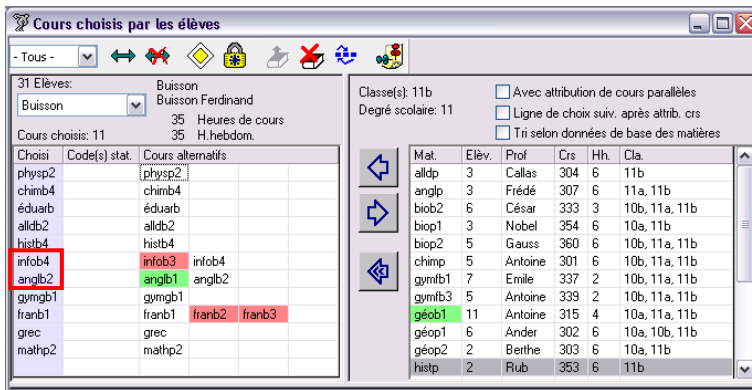 Cours choisis par les élèves
- Tous -
31 Elèves:
Buisson
Buisson
Buisson Ferdinand
35 Heures de cours
Cours choisis: 11
35 H.hebdom.
Classe(s): 11b
Degré scolaire: 11
Avec attribution de cours parallèles
Ligne de choix suiv. après attrib. crs
Tri selon données de base des matières
Choisi Code(s) stat. Cours alternatifs
physp2 physp2
chimb4 chimb4
éduarb éduarb
alldb2 alldb2
histb4 histb4
infob4 infob3 infob4
anglb2 anglb1 anglb2
gymgb1 gymgb1
franb1 franb1 franb2 franb3
grec grec
mathp2 mathp2
Mat. Elèv. Prof Crs Hh. Cla.
alldp 3 Callas 304 6 11b
anglp 3 Frédé 307 6 11a, 11b
biob2 6 César 333 3 10b, 11a, 11b
biop1 3 Nobel 354 6 10a, 11b
biop2 5 Gauss 360 6 10b, 11a, 11b
chimp 5 Antoine 301 6 10b, 11a, 11b
gymfb1 7 Emile 337 2 10b, 11a, 11b
gymfb3 5 Antoine 339 2 10b, 11a, 11b
géob1 11 Antoine 315 4 10a, 11a, 11b
géop1 6 Ander 302 6 10a, 10b, 11b
géop2 2 Berthe 303 6 10a, 11b
histp 2 Rub 353 6 11b